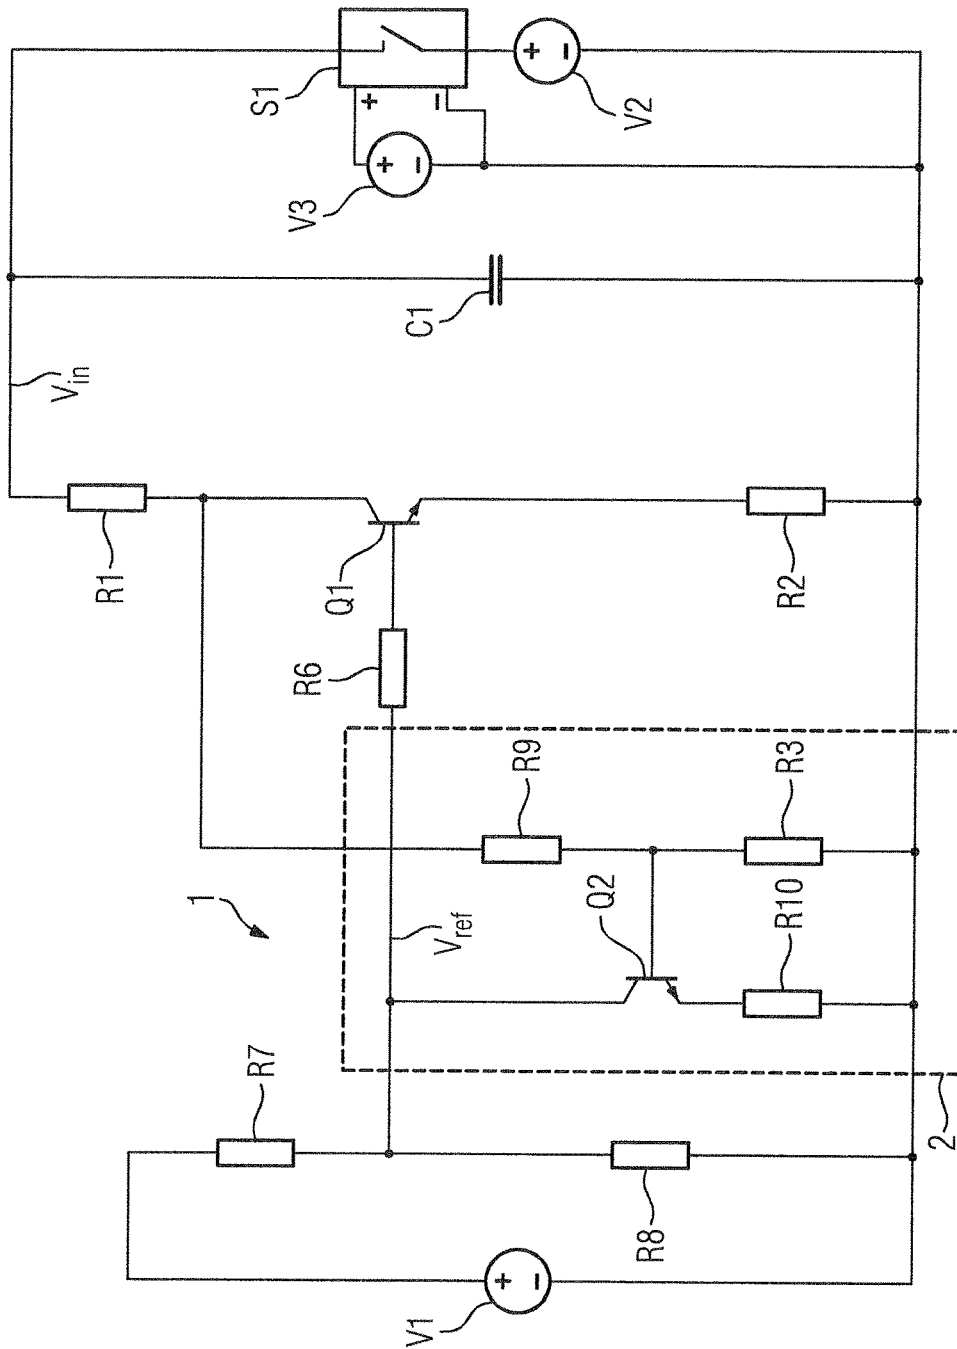 S1
+
−
+
−
V2
+
−
V3
C1
Vin
R1
Q1
R2
R6
R9
R3
Q2
R10
1
Vref
R7
2
R8
+
−
V1